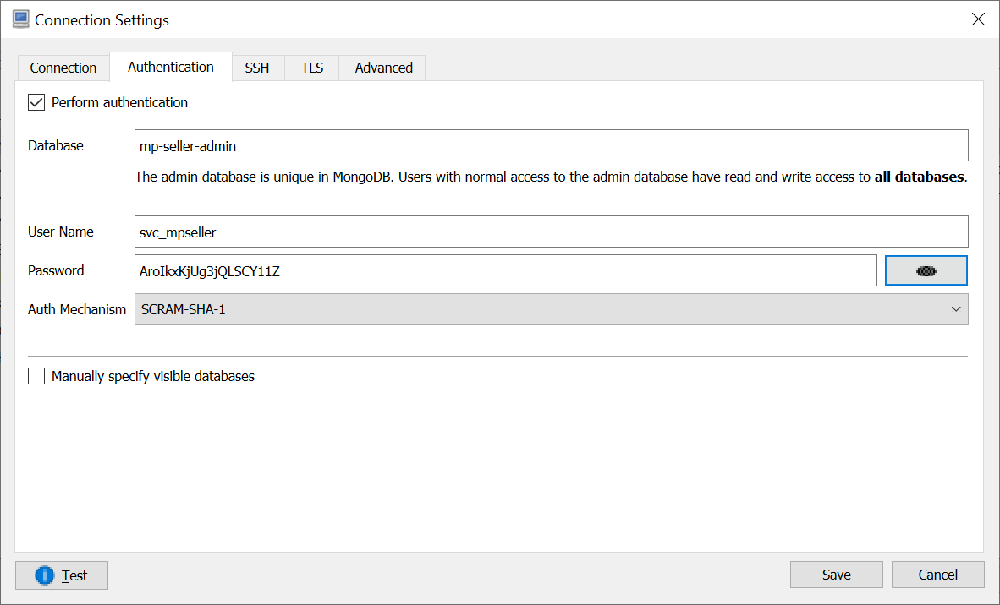 Connection Settings
Connection Authentication SSH TLS Advanced
Perform authentication
Database mp-seller-admin
The admin database is unique in MongoDB. Users with normal access to the admin database have read and write access to all databases.
User Name svc_mpseller
Password AroIkxKjUg3jQLSCY11Z
Auth Mechanism SCRAM-SHA-1
Manually specify visible databases
Test Save Cancel